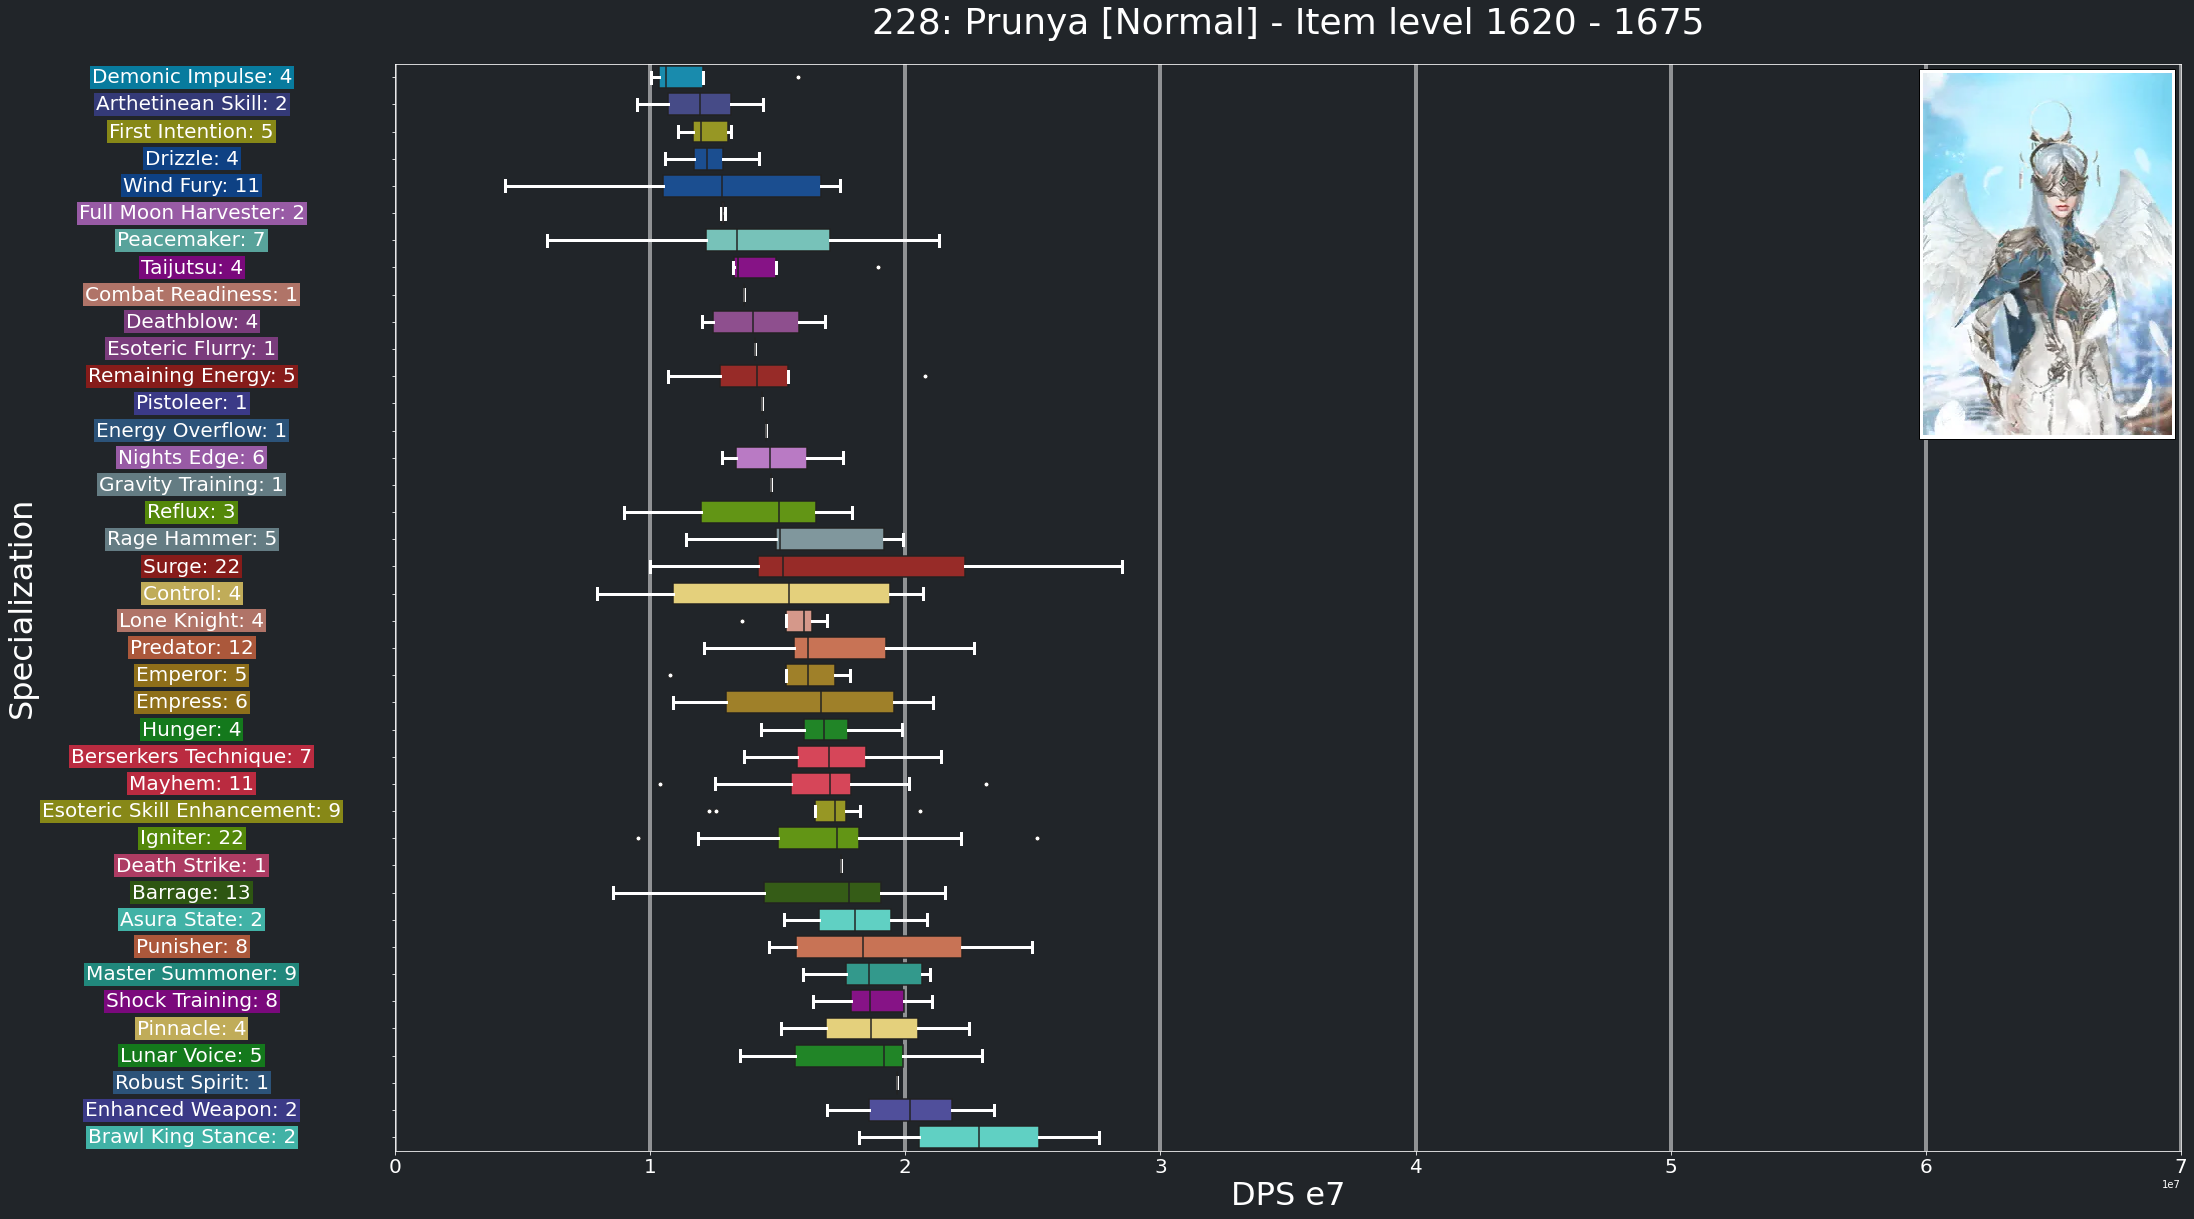 228: Prunya [Normal] - Item level 1620 - 1675
Specialization
Demonic Impulse: 4
Arthetinean Skill: 2
First Intention: 5
Drizzle: 4
Wind Fury: 11
Full Moon Harvester: 2
Peacemaker: 7
Taijutsu: 4
Combat Readiness: 1
Deathblow: 4
Esoteric Flurry: 1
Remaining Energy: 5
Pistoleer: 1
Energy Overflow: 1
Nights Edge: 6
Gravity Training: 1
Reflux: 3
Rage Hammer: 5
Surge: 22
Control: 4
Lone Knight: 4
Predator: 12
Emperor: 5
Empress: 6
Hunger: 4
Berserkers Technique: 7
Mayhem: 11
Esoteric Skill Enhancement: 9
Igniter: 22
Death Strike: 1
Barrage: 13
Asura State: 2
Punisher: 8
Master Summoner: 9
Shock Training: 8
Pinnacle: 4
Lunar Voice: 5
Robust Spirit: 1
Enhanced Weapon: 2
Brawl King Stance: 2
0 1 2 3 4 5 6 7
1e7
DPS e7